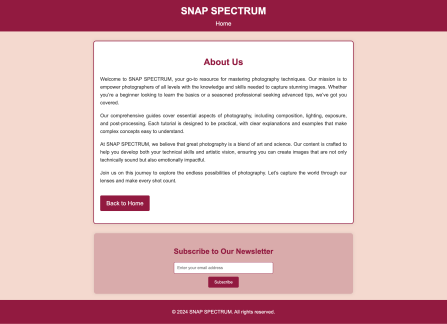 SNAP SPECTRUM
Home
About Us
Welcome to SNAP SPECTRUM, your go-to resource for mastering photography techniques. Our mission is to
empower photographers of all levels with the knowledge and skills needed to capture stunning images. Whether
you're a beginner looking to learn the basics or a seasoned professional seeking advanced tips, we've got you
covered.
Our comprehensive guides cover essential aspects of photography, including composition, lighting, exposure,
and post-processing. Each tutorial is designed to be practical, with clear explanations and examples that make
complex concepts easy to understand.
At SNAP SPECTRUM, we believe that great photography is a blend of art and science. Our content is crafted to
help you develop both your technical skills and artistic vision, ensuring you can create images that are not only
technically sound but also emotionally impactful.
Join us on this journey to explore the endless possibilities of photography. Let's capture the world through our
lenses and make every shot count.
Back to Home
Subscribe to Our Newsletter
Enter your email address
Subscribe
© 2024 SNAP SPECTRUM. All rights reserved.